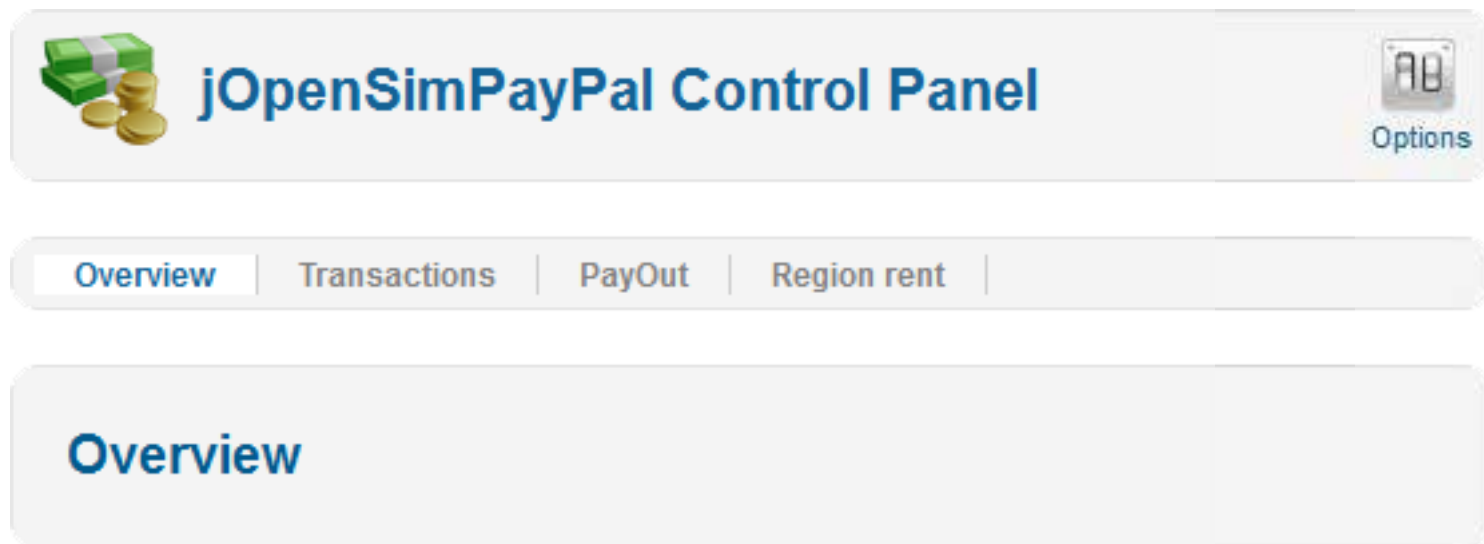 jOpenSimPayPal Control Panel
Options
Overview Transactions PayOut Region rent
Overview